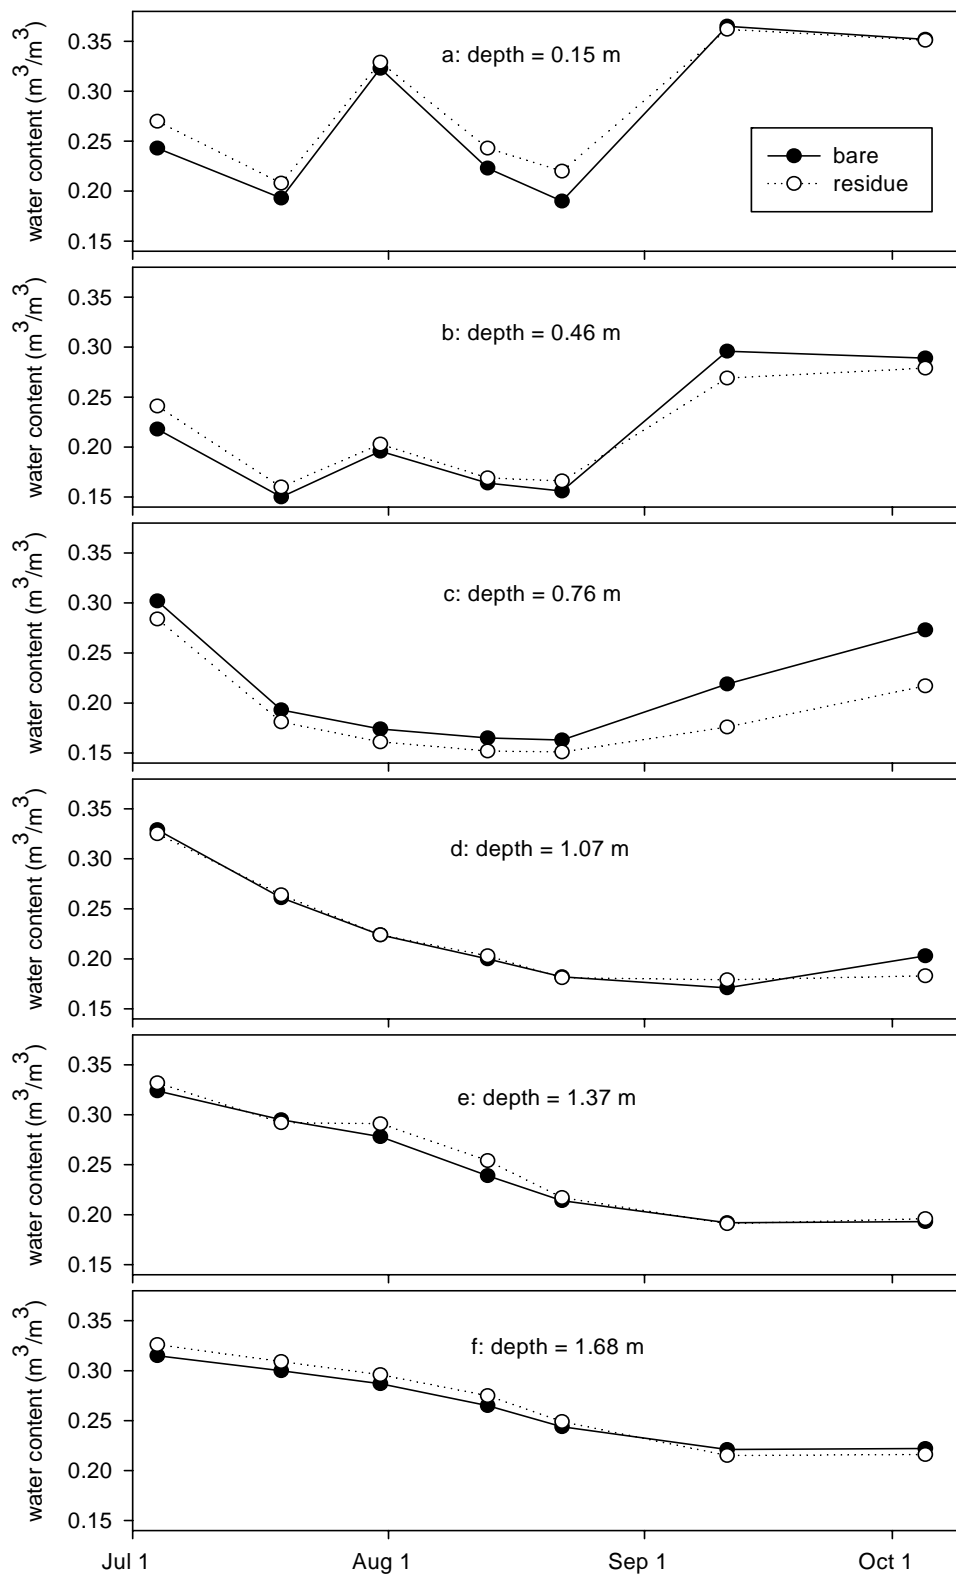 water content (m³/m³)
0.35
0.30
0.25
0.20
0.15
a: depth = 0.15 m
bare
residue
water content (m³/m³)
0.35
0.30
0.25
0.20
0.15
b: depth = 0.46 m
water content (m³/m³)
0.35
0.30
0.25
0.20
0.15
c: depth = 0.76 m
water content (m³/m³)
0.35
0.30
0.25
0.20
0.15
d: depth = 1.07 m
water content (m³/m³)
0.35
0.30
0.25
0.20
0.15
e: depth = 1.37 m
water content (m³/m³)
0.35
0.30
0.25
0.20
0.15
f: depth = 1.68 m
Jul 1 Aug 1 Sep 1 Oct 1